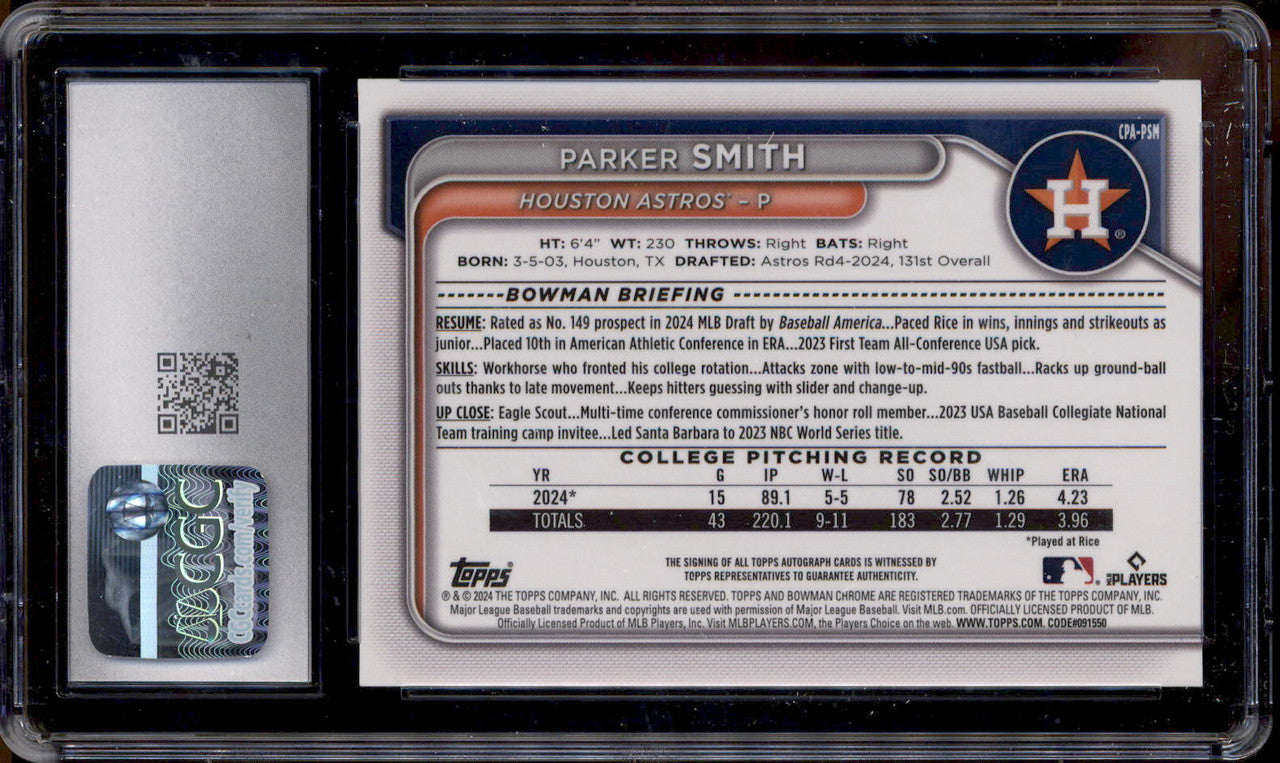 CPA-PSM
PARKER SMITH
HOUSTON ASTROS™ – P
H
®
HT: 6'4" WT: 230 THROWS: Right BATS: Right
BORN: 3-5-03, Houston, TX DRAFTED: Astros Rd4-2024, 131st Overall
BOWMAN BRIEFING
RESUME: Rated as No. 149 prospect in 2024 MLB Draft by Baseball America...Paced Rice in wins, innings and strikeouts as
junior...Placed 10th in American Athletic Conference in ERA...2023 First Team All-Conference USA pick.
SKILLS: Workhorse who fronted his college rotation...Attacks zone with low-to-mid-90s fastball...Racks up ground-ball
outs thanks to late movement...Keeps hitters guessing with slider and change-up.
UP CLOSE: Eagle Scout...Multi-time conference commissioner's honor roll member...2023 USA Baseball Collegiate National
Team training camp invitee...Led Santa Barbara to 2023 NBC World Series title.
COLLEGE PITCHING RECORD
YR G IP W-L SO SO/BB WHIP ERA
2024* 15 89.1 5-5 78 2.52 1.26 4.23
TOTALS 43 220.1 9-11 183 2.77 1.29 3.96
*Played at Rice
Topps®
THE SIGNING OF ALL TOPPS AUTOGRAPH CARDS IS WITNESSED BY
TOPPS REPRESENTATIVES TO GUARANTEE AUTHENTICITY.
MLB PLAYERS
® & © 2024 THE TOPPS COMPANY, INC. ALL RIGHTS RESERVED. TOPPS AND BOWMAN CHROME ARE REGISTERED TRADEMARKS OF THE TOPPS COMPANY, INC.
Major League Baseball trademarks and copyrights are used with permission of Major League Baseball. Visit MLB.com. OFFICIALLY LICENSED PRODUCT OF MLB.
Officially Licensed Product of MLB Players, Inc. Visit MLBPLAYERS.COM, the Players Choice on the web. WWW.TOPPS.COM. CODE#091550
CGC
CGCcards.com/verify